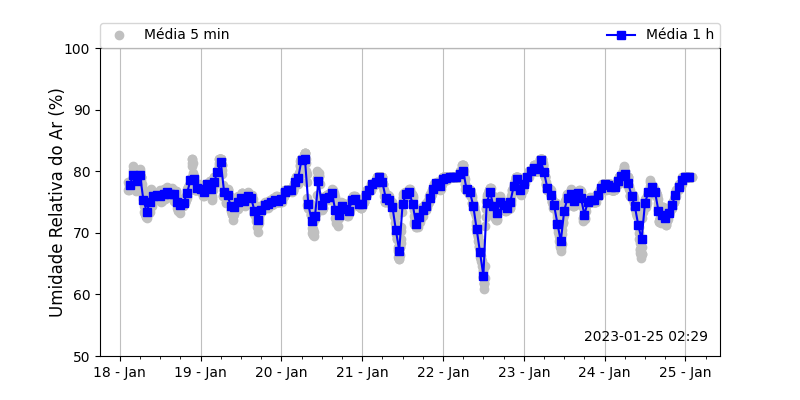 Média 5 min
Média 1 h
Umidade Relativa do Ar (%)
100
90
80
70
60
50
2023-01-25 02:29
18 - Jan
19 - Jan
20 - Jan
21 - Jan
22 - Jan
23 - Jan
24 - Jan
25 - Jan